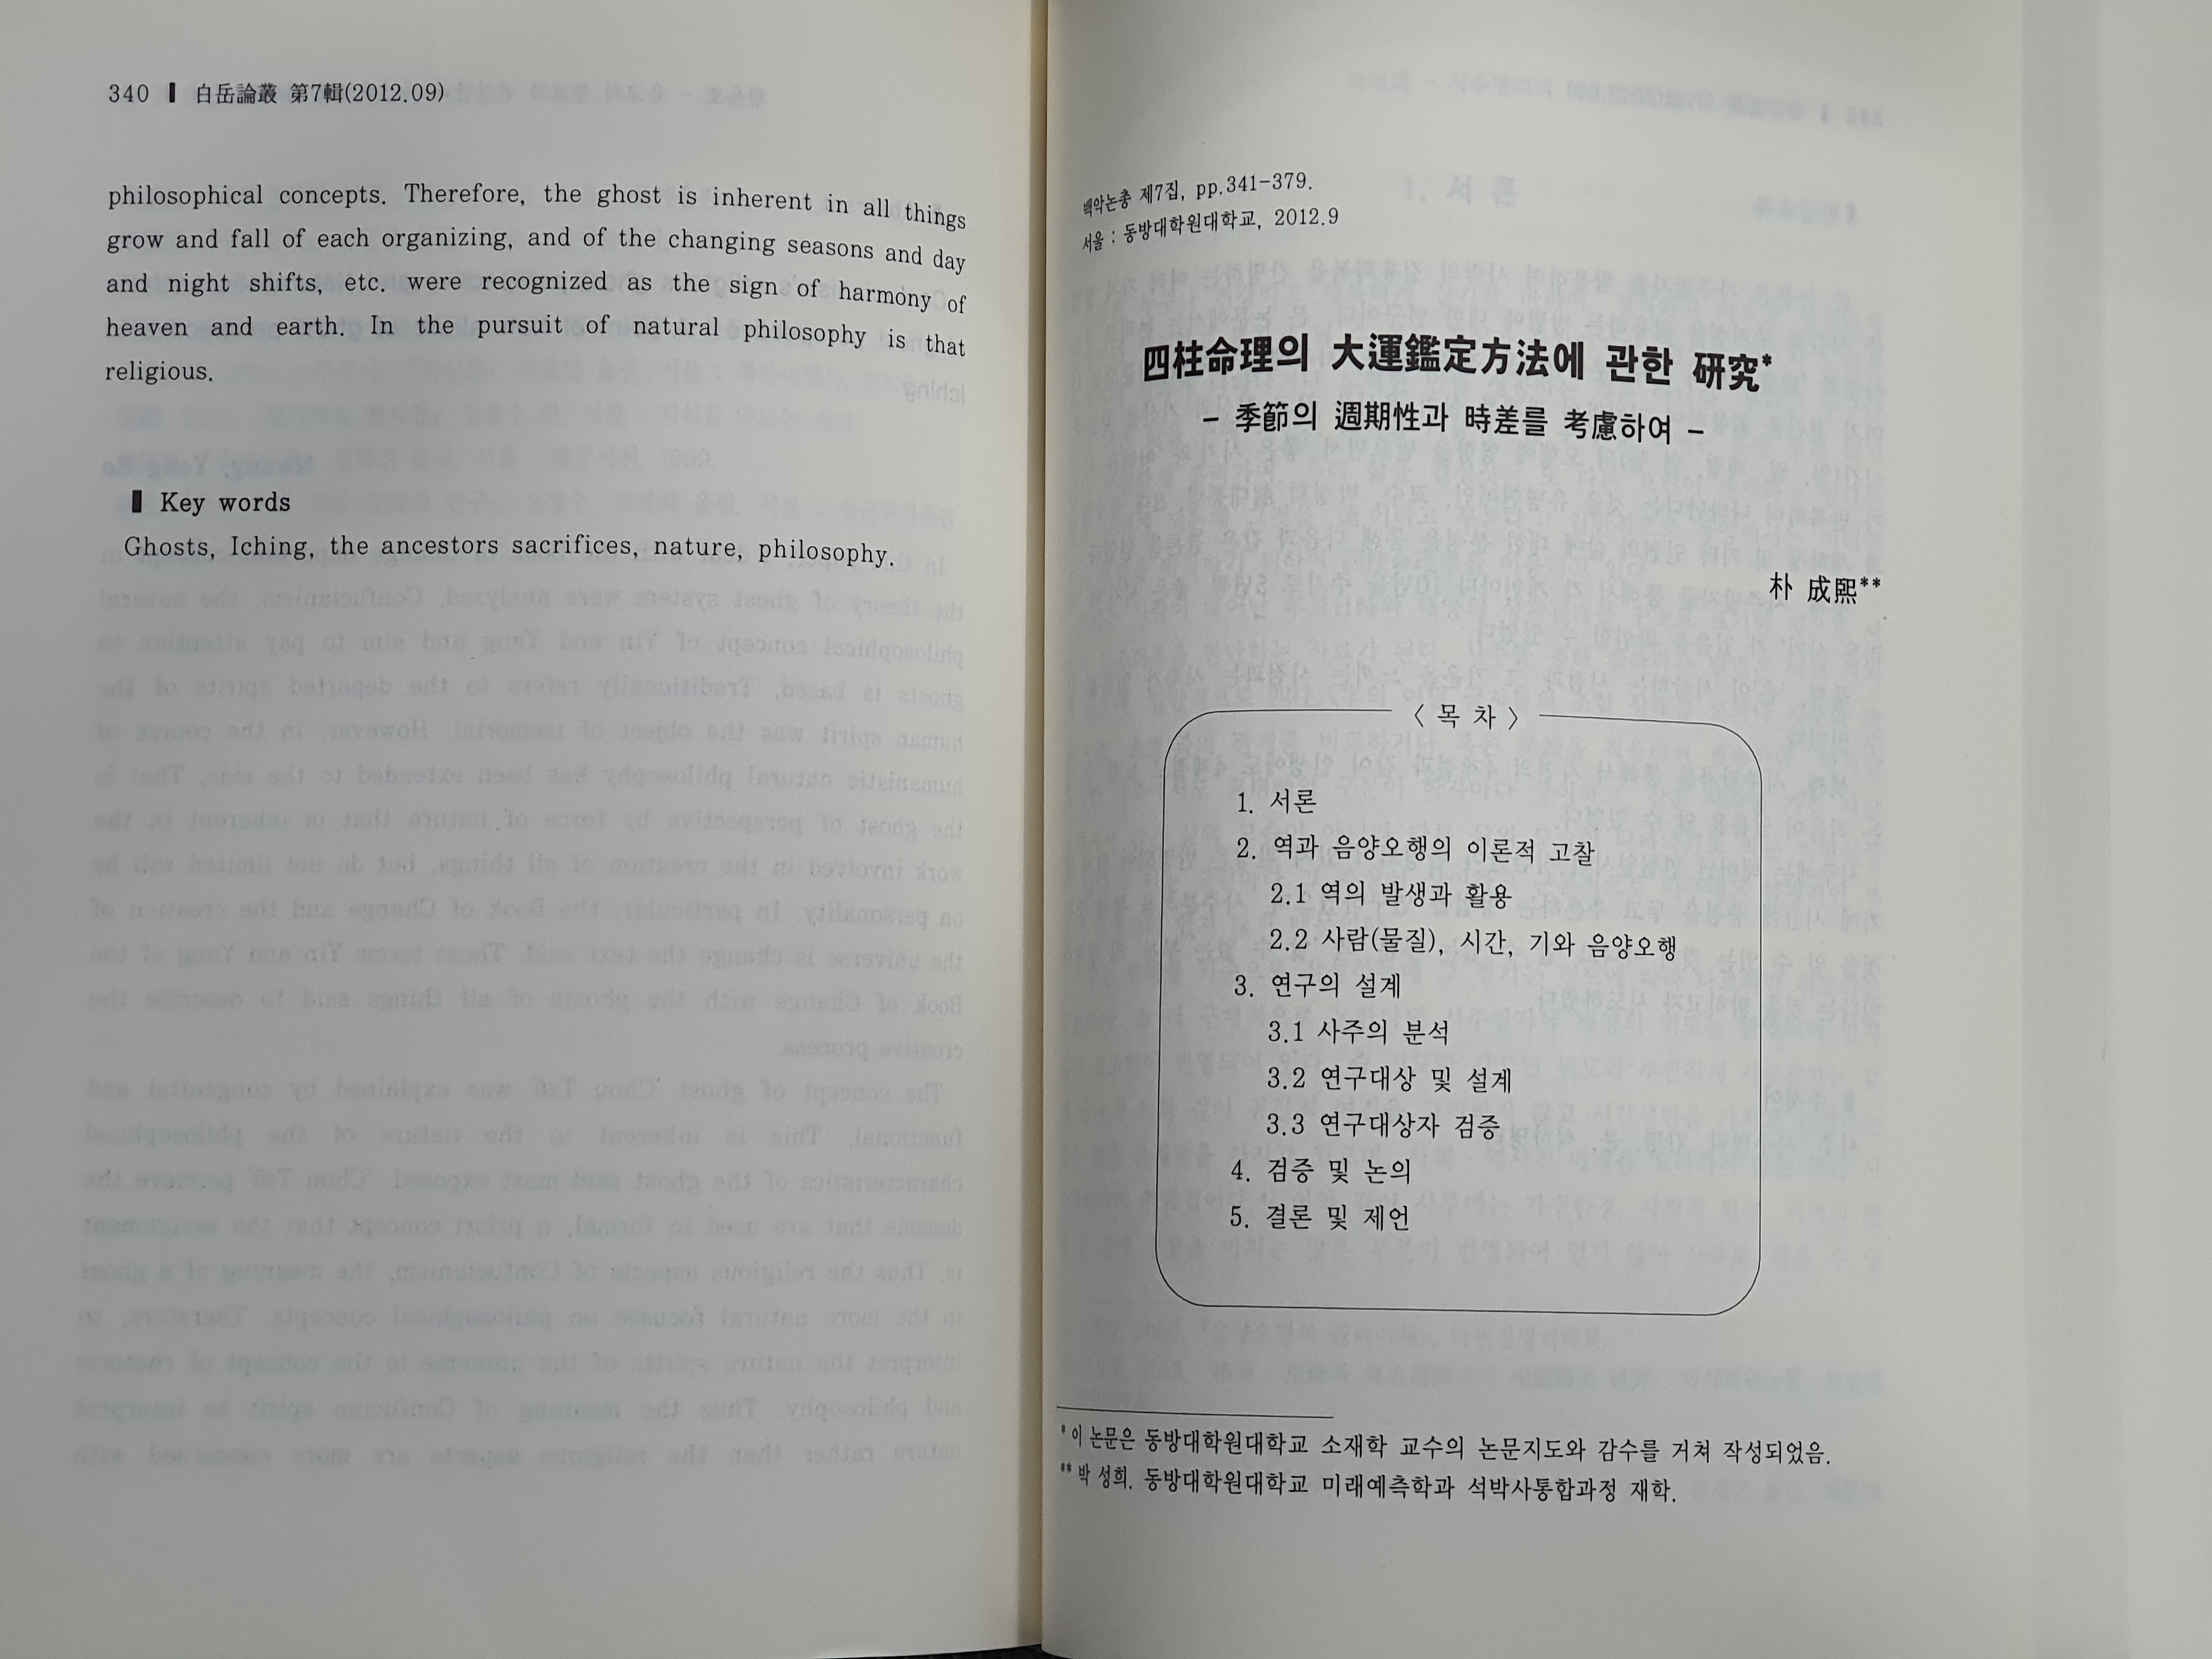 340 ▌ 白岳論叢 第7輯(2012.09)
philosophical concepts. Therefore, the ghost is inherent in all things
grow and fall of each organizing, and of the changing seasons and day
and night shifts, etc. were recognized as the sign of harmony of
heaven and earth. In the pursuit of natural philosophy is that
religious.
▌ Key words
Ghosts, Iching, the ancestors sacrifices, nature, philosophy.
백악논총 제7집, pp.341-379.
서울 : 동방대학원대학교, 2012.9
四柱命理의 大運鑑定方法에 관한 研究*
- 季節의 週期性과 時差를 考慮하여 -
朴 成熙**
〈 목 차 〉
1. 서론
2. 역과 음양오행의 이론적 고찰
2.1 역의 발생과 활용
2.2 사람(물질), 시간, 기와 음양오행
3. 연구의 설계
3.1 사주의 분석
3.2 연구대상 및 설계
3.3 연구대상자 검증
4. 검증 및 논의
5. 결론 및 제언
* 이 논문은 동방대학원대학교 소재학 교수의 논문지도와 감수를 거쳐 작성되었음.
** 박 성희. 동방대학원대학교 미래예측학과 석박사통합과정 재학.